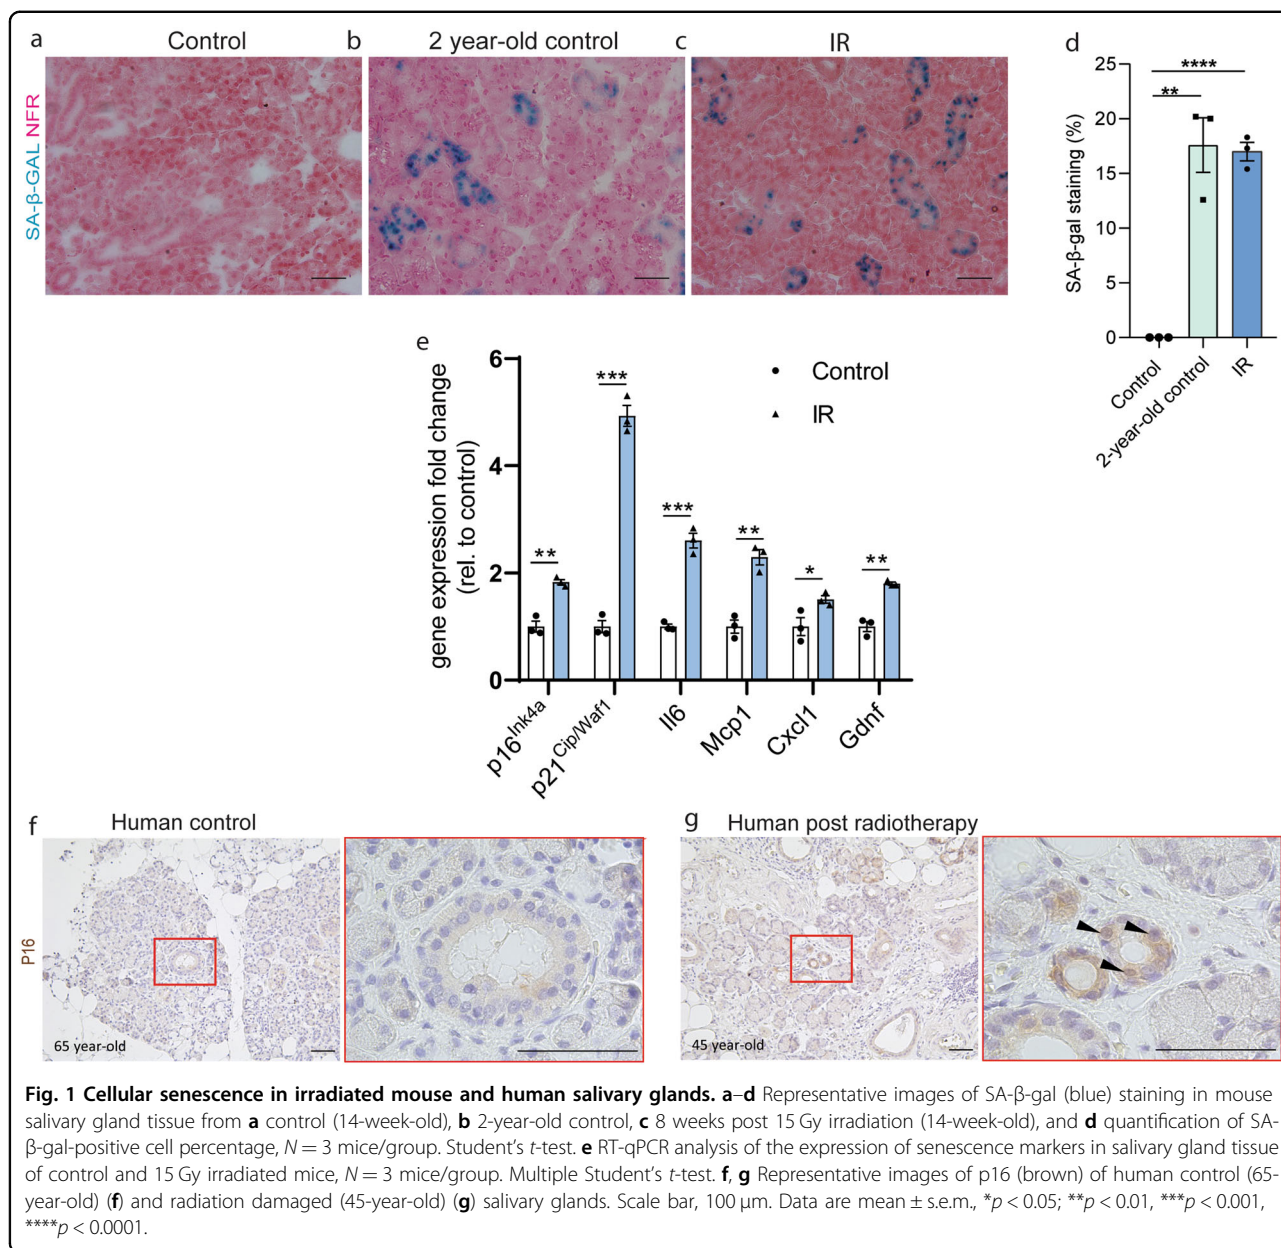 a Control
b 2 year-old control
c IR
SA-β-GAL NFR
d
25
20
15
10
5
0
SA-β-gal staining (%)
****
**
Control
2-year-old control
IR
e
6
4
2
0
gene expression fold change
(rel. to control)
Control
IR
**
***
***
**
*
**
p16^Ink4a
p21^Cip/Waf1
Il6
Mcp1
Cxcl1
Gdnf
f Human control
P16
65 year-old
g Human post radiotherapy
45 year-old
Fig. 1 Cellular senescence in irradiated mouse and human salivary glands. a–d Representative images of SA-β-gal (blue) staining in mouse
salivary gland tissue from a control (14-week-old), b 2-year-old control, c 8 weeks post 15 Gy irradiation (14-week-old), and d quantification of SA-
β-gal-positive cell percentage, N = 3 mice/group. Student's t-test. e RT-qPCR analysis of the expression of senescence markers in salivary gland tissue
of control and 15 Gy irradiated mice, N = 3 mice/group. Multiple Student's t-test. f, g Representative images of p16 (brown) of human control (65-
year-old) (f) and radiation damaged (45-year-old) (g) salivary glands. Scale bar, 100 μm. Data are mean ± s.e.m., *p < 0.05; **p < 0.01, ***p < 0.001,
****p < 0.0001.